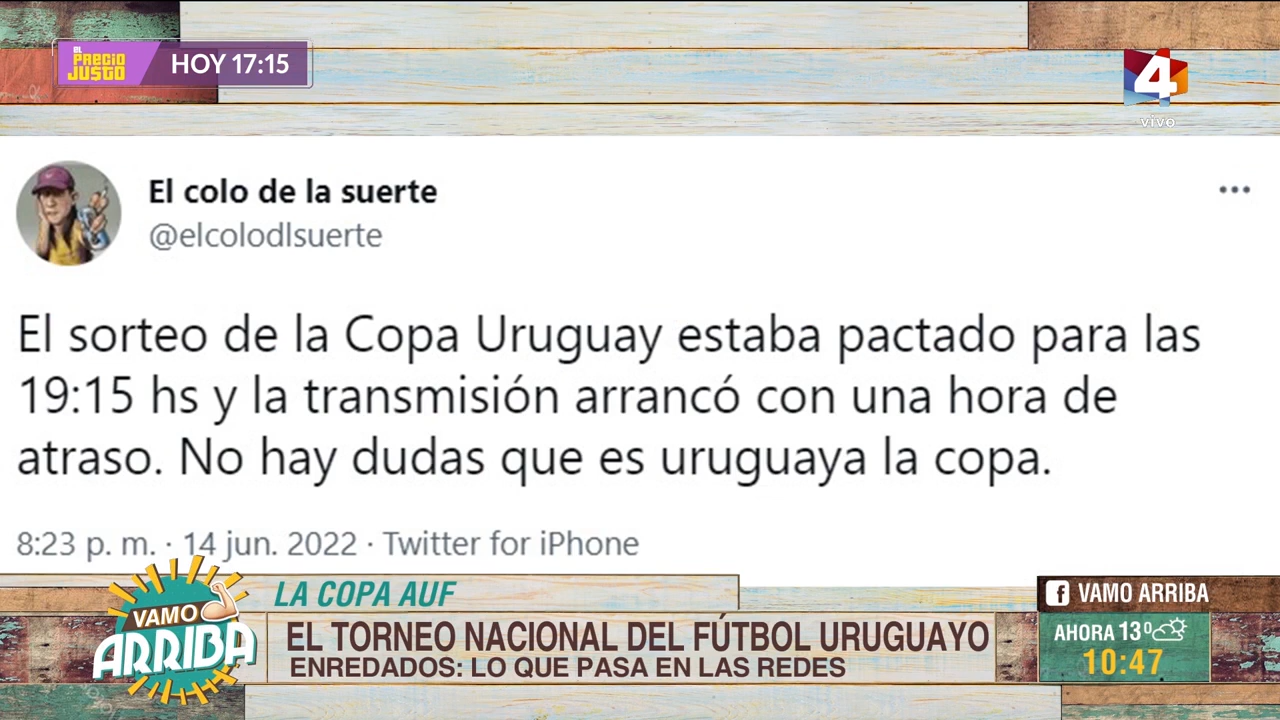 EL
PRECIO
JUSTO
HOY 17:15
4
vivo
El colo de la suerte
@elcolodlsuerte
El sorteo de la Copa Uruguay estaba pactado para las
19:15 hs y la transmisión arrancó con una hora de
atraso. No hay dudas que es uruguaya la copa.
8:23 p. m. · 14 jun. 2022 · Twitter for iPhone
VAMO
ARRIBA
LA COPA AUF
EL TORNEO NACIONAL DEL FÚTBOL URUGUAYO
ENREDADOS: LO QUE PASA EN LAS REDES
f VAMO ARRIBA
AHORA 13º
10:47